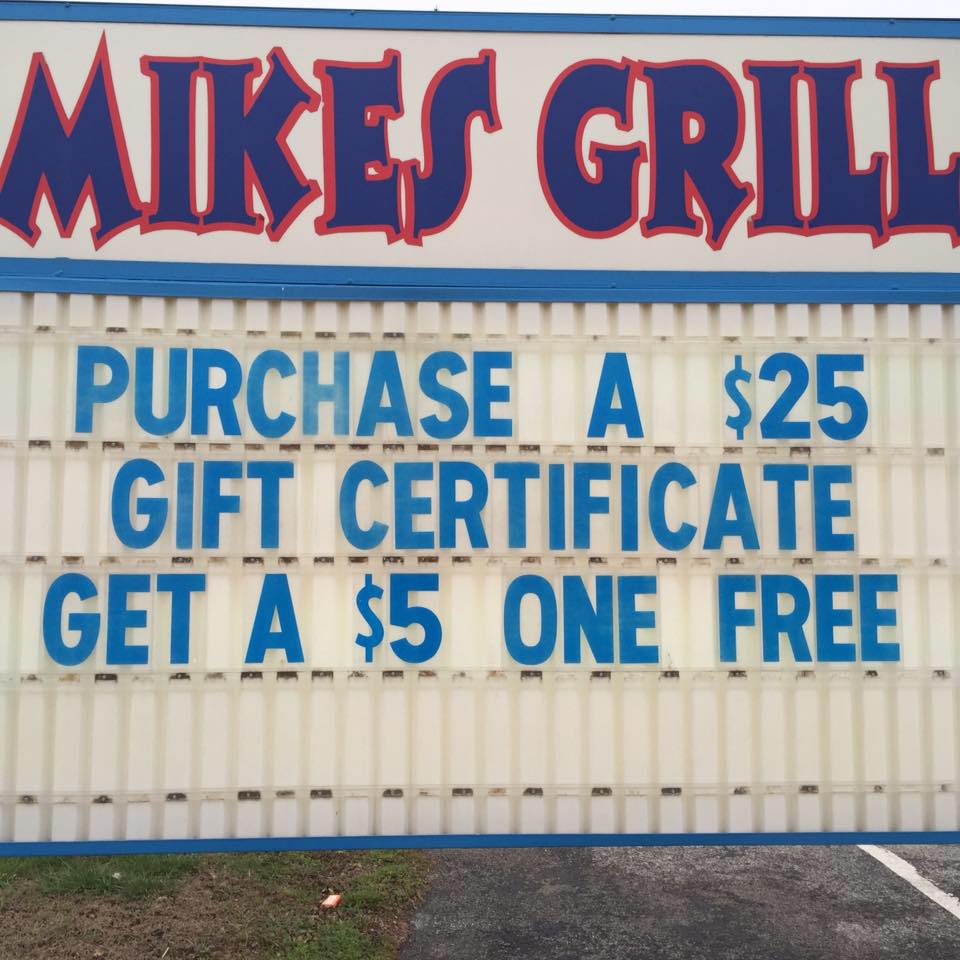 MIKES GRILL
PURCHASE A $25
GIFT CERTIFICATE
GET A $5 ONE FREE